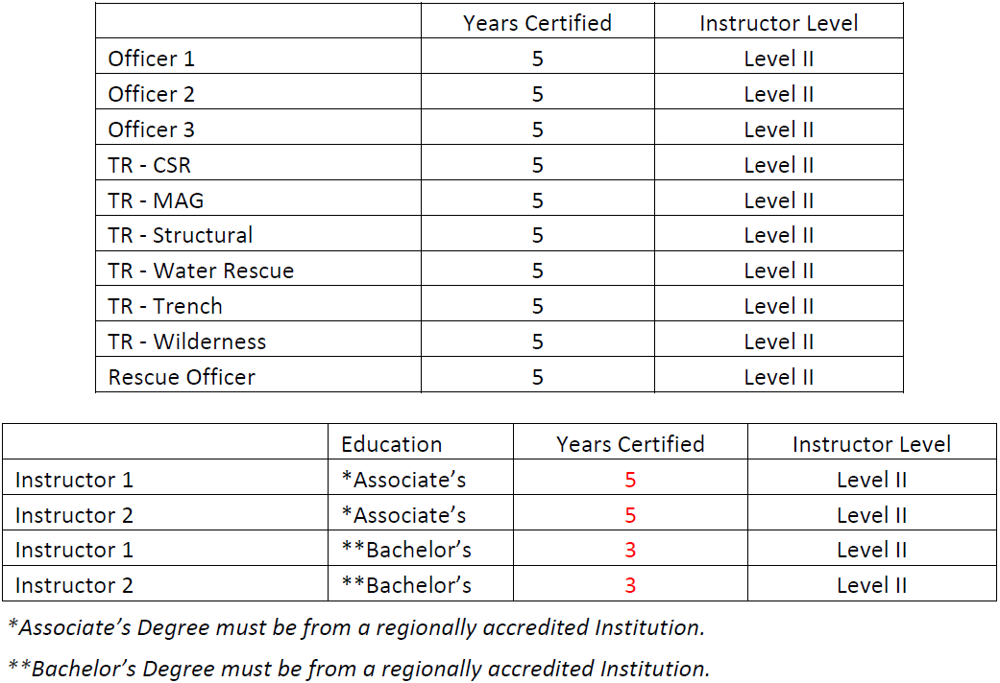 Years Certified Instructor Level
Officer 1 5 Level II
Officer 2 5 Level II
Officer 3 5 Level II
TR - CSR 5 Level II
TR - MAG 5 Level II
TR - Structural 5 Level II
TR - Water Rescue 5 Level II
TR - Trench 5 Level II
TR - Wilderness 5 Level II
Rescue Officer 5 Level II
Education Years Certified Instructor Level
Instructor 1 *Associate’s 5 Level II
Instructor 2 *Associate’s 5 Level II
Instructor 1 **Bachelor’s 3 Level II
Instructor 2 **Bachelor’s 3 Level II
*Associate’s Degree must be from a regionally accredited Institution.
**Bachelor’s Degree must be from a regionally accredited Institution.